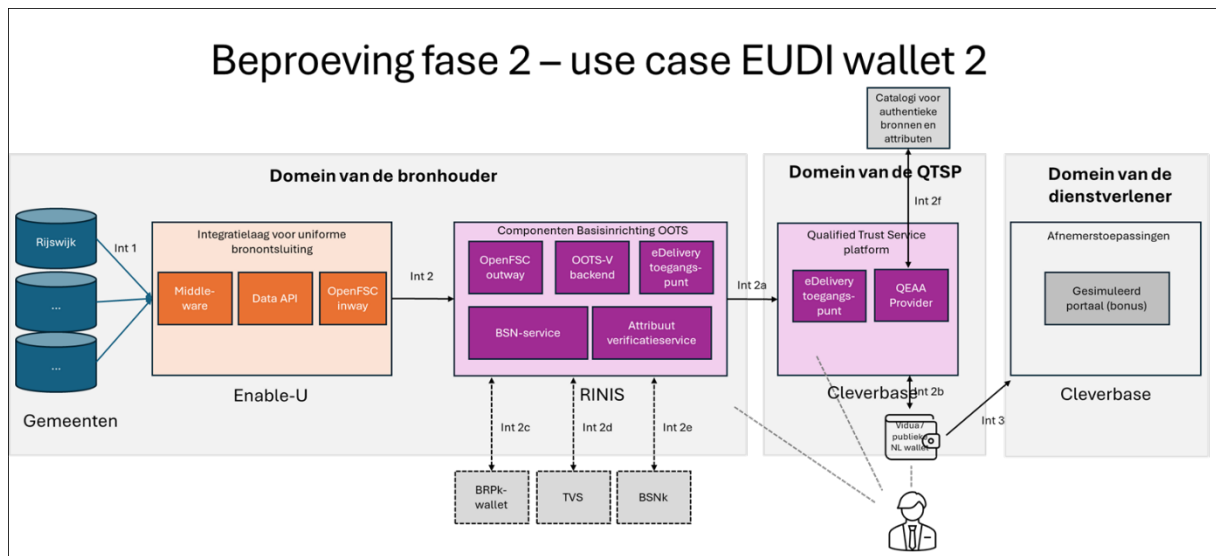 Beproeving fase 2 – use case EUDI wallet 2
Catalogi voor
authentieke
bronnen en
attributen
Domein van de bronhouder
Domein van de QTSP
Domein van de
dienstverlener
Int 2f
Rijswijk
...
...
Gemeenten
Int 1
Integratielaag voor uniforme
bronontsluiting
Middle-
ware
Data API
OpenFSC
inway
Enable-U
Int 2
Componenten Basisinrichting OOTS
OpenFSC
outway
OOTS-V
backend
eDelivery
toegangs-
punt
BSN-service
Attribuut
verificatieservice
RINIS
Int 2a
Qualified Trust Service
platform
eDelivery
toegangs-
punt
QEAA
Provider
Cleverbase
Int 2b
Afnemerstoepassingen
Gesimuleerd
portaal (bonus)
Cleverbase
Int 3
Vidua /
publieke
NL wallet
Int 2c
Int 2d
Int 2e
BRPk-
wallet
TVS
BSNk